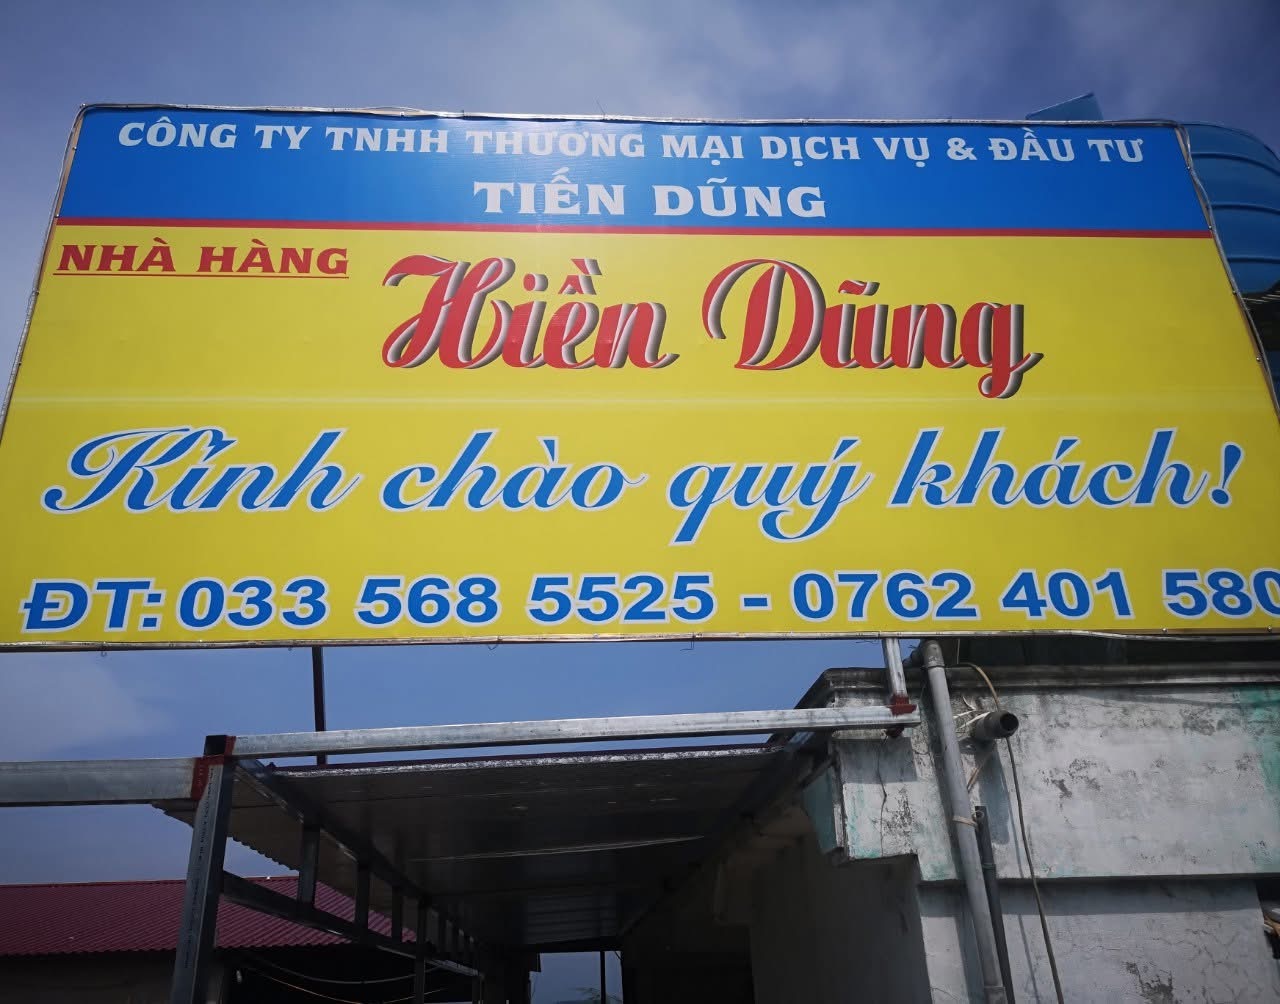 CÔNG TY TNHH THƯƠNG MẠI DỊCH VỤ & ĐẦU TƯ
TIẾN DŨNG
NHÀ HÀNG Hiền Dũng
Kính chào quý khách!
ĐT: 033 568 5525 - 0762 401 580